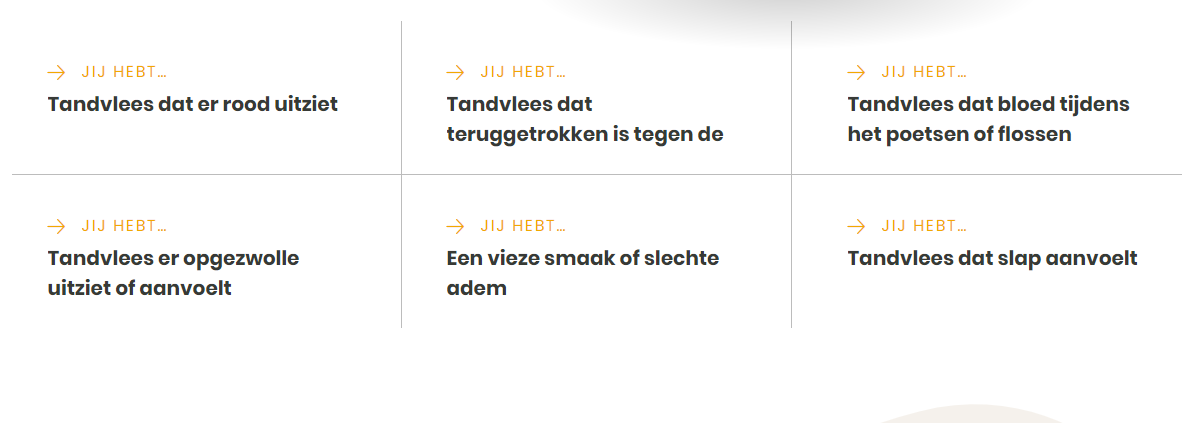 JIJ HEBT…
Tandvlees dat er rood uitziet
JIJ HEBT…
Tandvlees dat
teruggetrokken is tegen de
JIJ HEBT…
Tandvlees dat bloed tijdens
het poetsen of flossen
JIJ HEBT…
Tandvlees er opgezwolle
uitziet of aanvoelt
JIJ HEBT…
Een vieze smaak of slechte
adem
JIJ HEBT…
Tandvlees dat slap aanvoelt